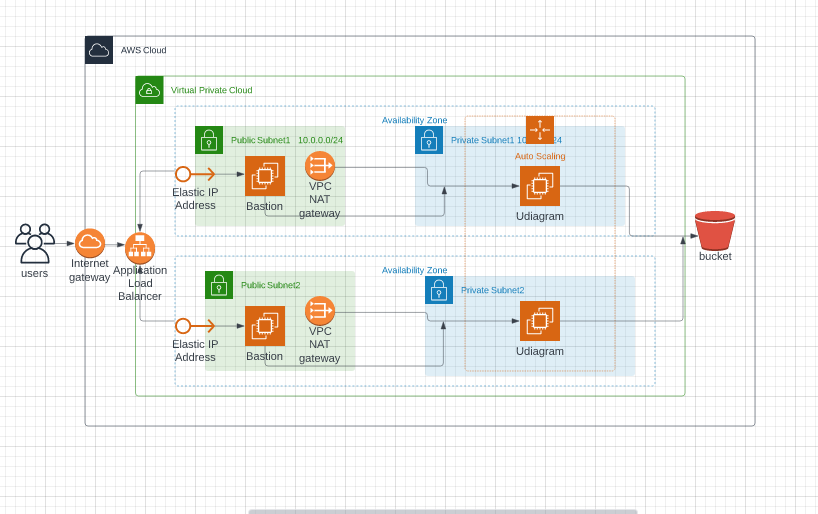 AWS Cloud
Virtual Private Cloud
Availability Zone
Public Subnet1 10.0.0.0/24
Private Subnet1 10
24
Auto Scaling
Elastic IP
Address
Bastion
VPC
NAT
gateway
Udiagram
users
Internet
gateway
Application
Load
Balancer
bucket
Availability Zone
Public Subnet2
Private Subnet2
Elastic IP
Address
Bastion
VPC
NAT
gateway
Udiagram